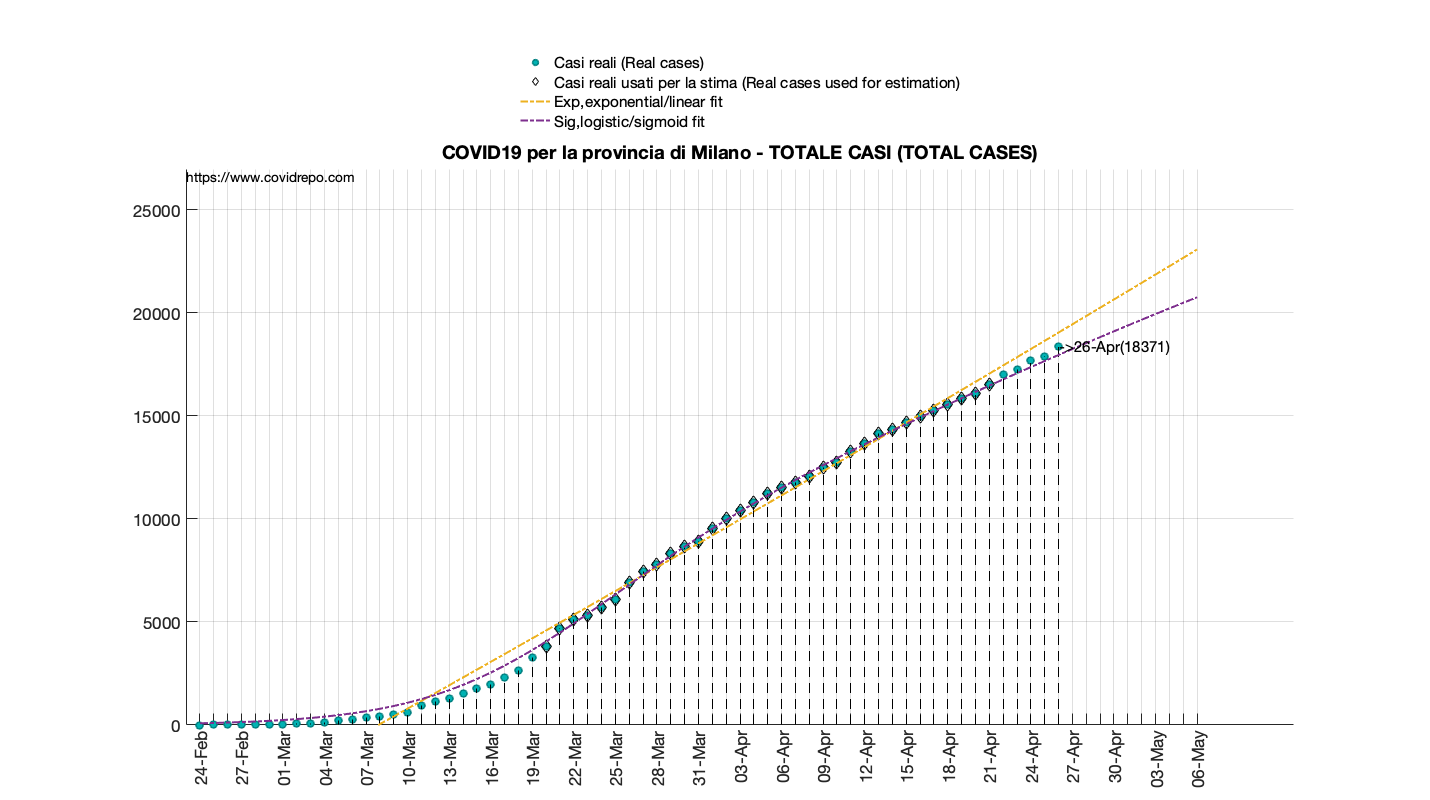 Casi reali (Real cases)
Casi reali usati per la stima (Real cases used for estimation)
Exp,exponential/linear fit
Sig,logistic/sigmoid fit
COVID19 per la provincia di Milano - TOTALE CASI (TOTAL CASES)
https://www.covidrepo.com
25000
20000
->26-Apr(18371)
15000
10000
5000
0
24-Feb
27-Feb
01-Mar
04-Mar
07-Mar
10-Mar
13-Mar
16-Mar
19-Mar
22-Mar
25-Mar
28-Mar
31-Mar
03-Apr
06-Apr
09-Apr
12-Apr
15-Apr
18-Apr
21-Apr
24-Apr
27-Apr
30-Apr
03-May
06-May